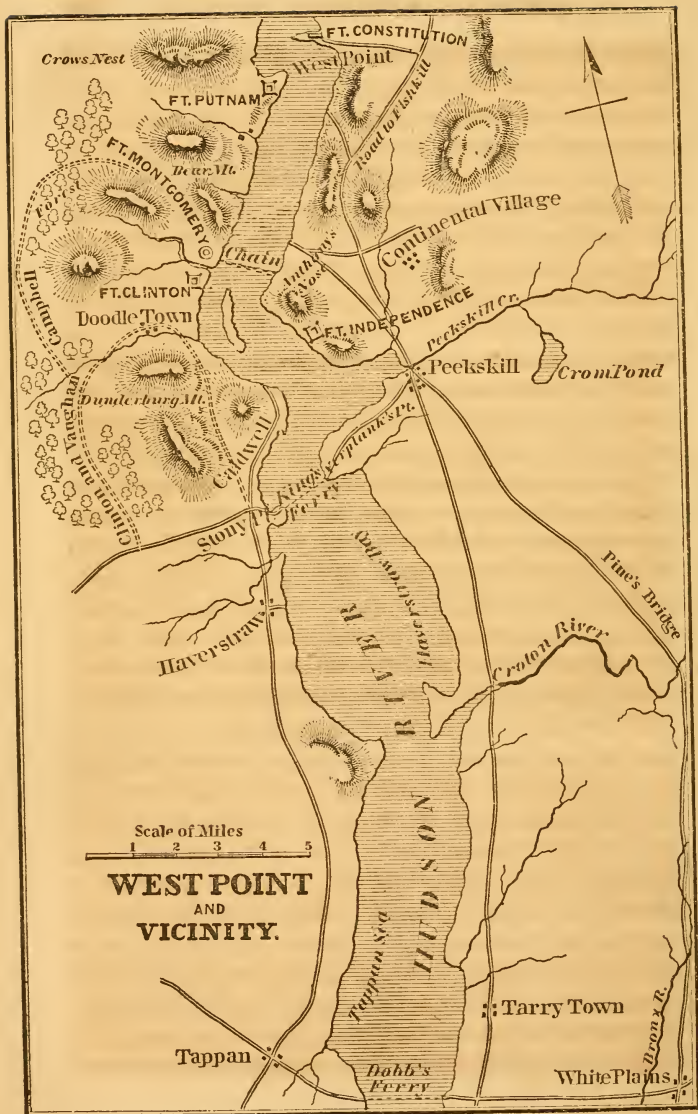 FT. CONSTITUTION
Crows Nest
West Point
FT. PUTNAM
Road to Fishkill
FT. MONTGOMERY
Bear Mt.
Forest
Continental Village
Chain
Anthony's
Nose
FT. CLINTON
Campbell
Doodle Town
FT. INDEPENDENCE
Peekskill Cr.
Peekskill
Crom Pond
Dunderburg Mt.
Clinton and Vaughan
Caldwell
Verplank's Pt.
King's
Ferry
Stony Pt.
Haverstraw Bay
Pine's Bridge
Haverstraw
Croton River
HUDSON RIVER
Scale of Miles
1 2 3 4 5
WEST POINT
AND
VICINITY.
Tappan Sea
Tarry Town
Bronx R.
Tappan
Dobb's
Ferry
White Plains